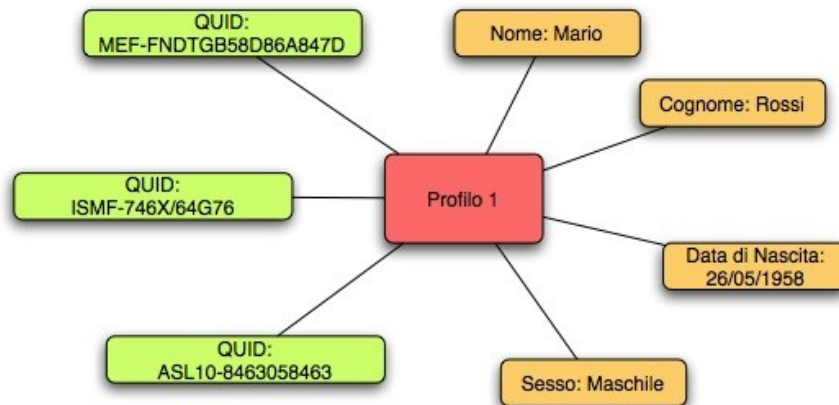 QUID:
MEF-FNDTGB58D86A847D
Nome: Mario
Cognome: Rossi
QUID:
ISMF-746X/64G76
Profilo 1
Data di Nascita:
26/05/1958
QUID:
ASL10-8463058463
Sesso: Maschile